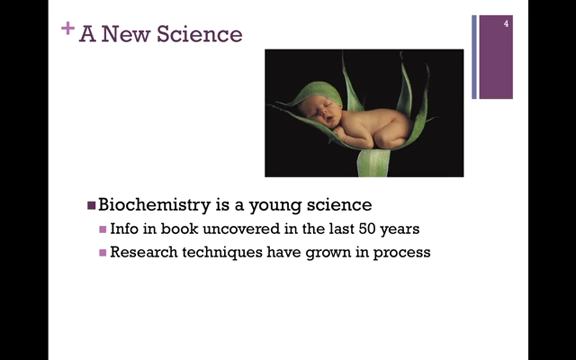 4
+ A New Science
Biochemistry is a young science
Info in book uncovered in the last 50 years
Research techniques have grown in process